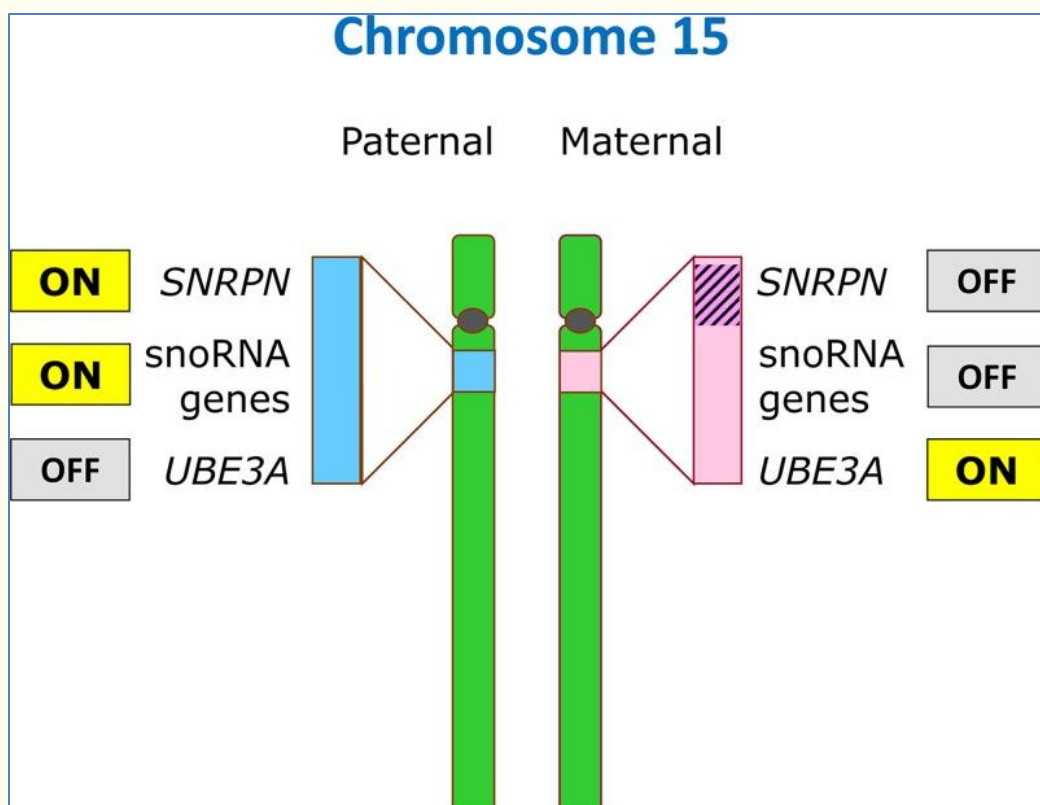 Chromosome 15
Paternal Maternal
ON SNRPN SNRPN OFF
ON snoRNA genes snoRNA genes OFF
OFF UBE3A UBE3A ON